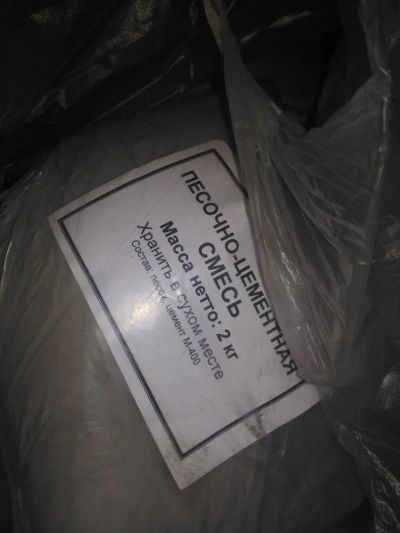 ПЕСОЧНО-ЦЕМЕНТНАЯ
СМЕСЬ
Масса нетто: 2 кг
Хранить в сухом месте
Состав: песок, цемент М-400